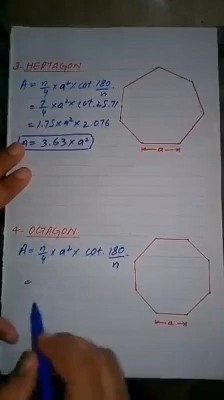 3- HEPTAGON
A = n/4 × a² × cot. 180/n
= 7/4 × a² × cot. 25.71
= 1.75 × a² × 2.076
A = 3.63 × a²
a
4- OCTAGON
A = n/4 × a² × cot. 180/n
=
a